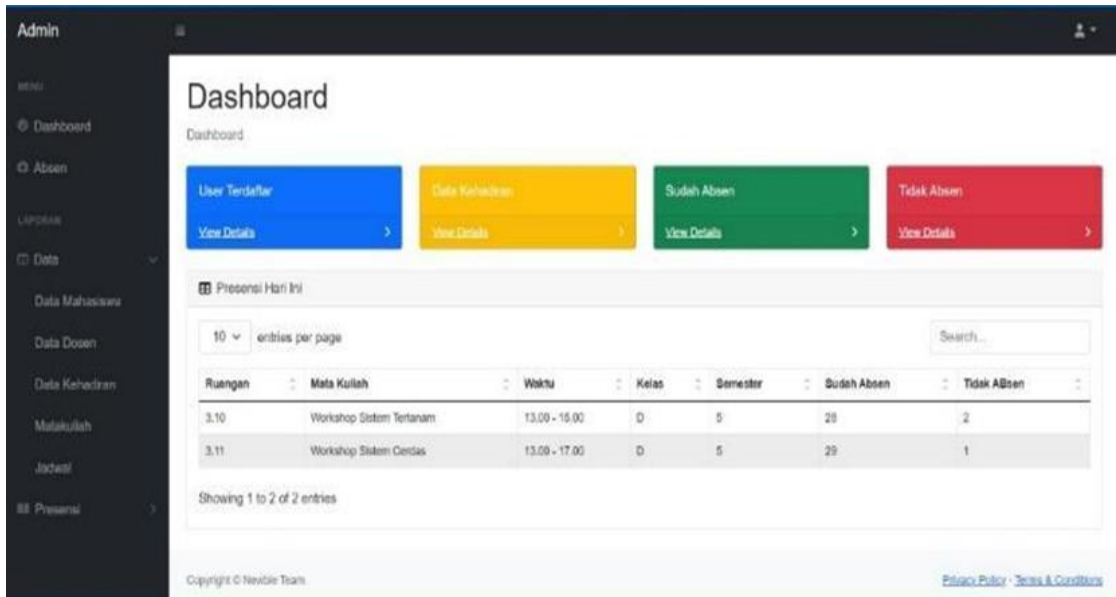 Admin
MENU
Dashboard
Absen
LAPORAN
Data
Data Mahasiswa
Data Dosen
Data Kehadiran
Matakuliah
Jadwal
Presensi
Dashboard
Dashboard
User Terdaftar
View Details
Data Kehadiran
View Details
Sudah Absen
View Details
Tidak Absen
View Details
Presensi Hari Ini
10 entries per page
Search...
Ruangan Mata Kuliah Waktu Kelas Semester Sudah Absen Tidak ABsen
3.10 Workshop Sistem Tertanam D 5 28 2
3.11 Workshop Sistem Cerdas 13.00 - 17.00 D 5 29 1
Showing 1 to 2 of 2 entries
Copyright © Newbie Team
Privacy Policy · Terms & Conditions